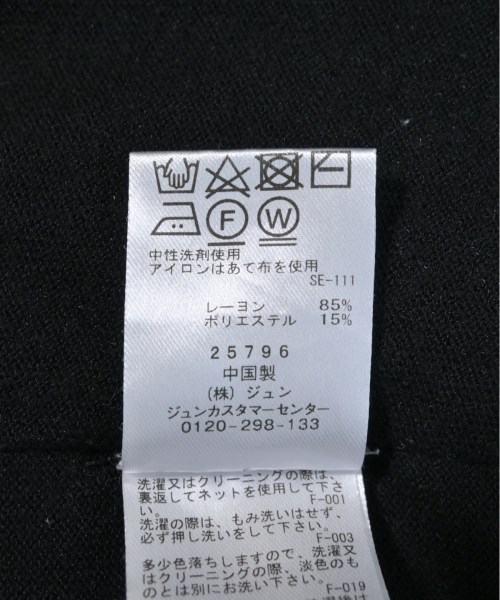 F W
中性洗剤使用
アイロンはあて布を使用
SE-111
レーヨン 85%
ポリエステル 15%
25796
中国製
(株)ジュン
ジュンカスタマーセンター
0120-298-133
洗濯又はクリーニングの際は、
裏返してネットを使用して下さ
い。 F-001
洗濯の際は、もみ洗いはせず、
必ず押し洗いをして下さい。
F-003
多少色落ちしますので、洗濯又
はクリーニングの際、淡色のも
のとは別にお洗い下さい。
F-019